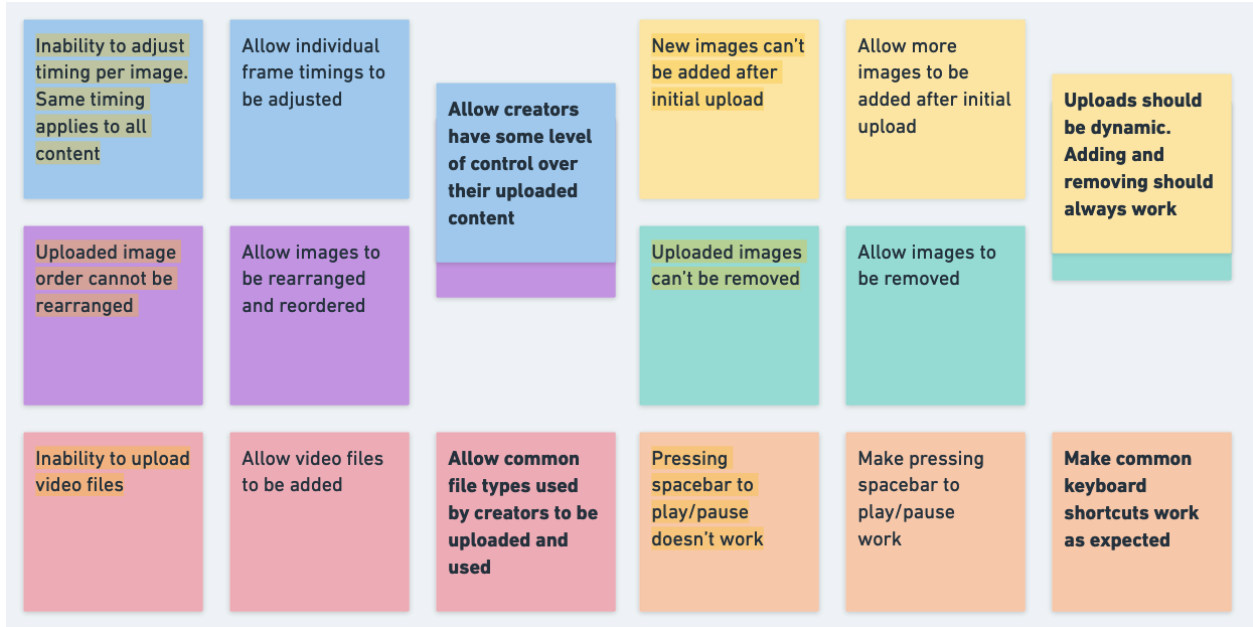 Inability to adjust
timing per image.
Same timing
applies to all
content
Allow individual
frame timings to
be adjusted
Allow creators
have some level
of control over
their uploaded
content
New images can't
be added after
initial upload
Allow more
images to be
added after initial
upload
Uploads should
be dynamic.
Adding and
removing should
always work
Uploaded image
order cannot be
rearranged
Allow images to
be rearranged
and reordered
Uploaded images
can't be removed
Allow images to
be removed
Inability to upload
video files
Allow video files
to be added
Allow common
file types used
by creators to be
uploaded and
used
Pressing
spacebar to
play/pause
doesn't work
Make pressing
spacebar to
play/pause
work
Make common
keyboard
shortcuts work
as expected